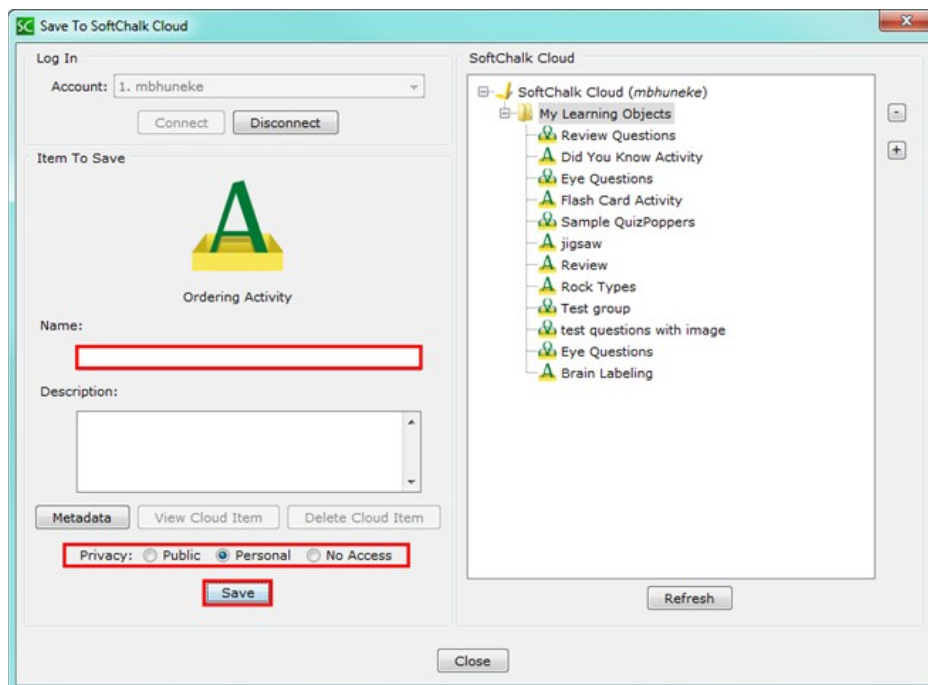 SC Save To SoftChalk Cloud
Log In
Account: 1. mbhuneke
Connect Disconnect
Item To Save
A
Ordering Activity
Name:
Description:
Metadata View Cloud Item Delete Cloud Item
Privacy: Public Personal No Access
Save
SoftChalk Cloud
SoftChalk Cloud (mbhuneke)
My Learning Objects
Review Questions
A Did You Know Activity
Eye Questions
A Flash Card Activity
Sample QuizPoppers
A jigsaw
A Review
A Rock Types
Test group
test questions with image
Eye Questions
A Brain Labeling
Refresh
Close